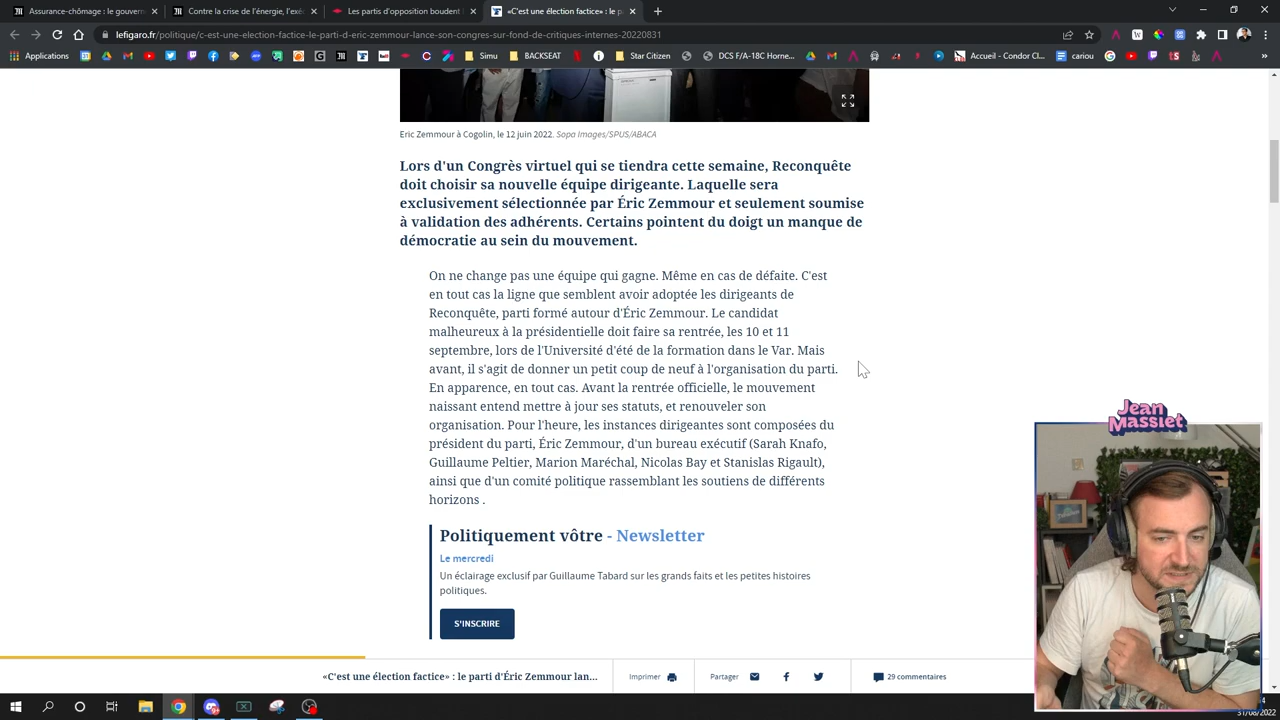 Assurance-chômage: le gouverne
Contre la crise de l'énergie: l'exéc
Les partis d'oppositio
«C'est une élection factice» : le p
lefigaro.fr/politique/c-est-une-election-factice-le-parti-d-eric-zemmour-lance-son-congres-sur-fond-de-critiques-internes-20220831
Applications
Simu
BACKSEAT
Star Citizen
DCS F/A-18C Horne...
Accueil - Condor Cl...
cariou
Eric Zemmour à Cogolin, le 12 juin 2022. Sopa Images/SPUS/ABACA
Lors d'un Congrès virtuel qui se tiendra cette semaine, Reconquête
doit choisir sa nouvelle équipe dirigeante. Laquelle sera
exclusivement sélectionnée par Éric Zemmour et seulement soumise
à validation des adhérents. Certains pointent du doigt un manque de
démocratie au sein du mouvement.
On ne change pas une équipe qui gagne. Même en cas de défaite. C'est
en tout cas la ligne que semblent avoir adoptée les dirigeants de
Reconquête, parti formé autour d'Éric Zemmour. Le candidat
malheureux à la présidentielle doit faire sa rentrée, les 10 et 11
septembre, lors de l'Université d'été de la formation dans le Var. Mais
avant, il s'agit de donner un petit coup de neuf à l'organisation du parti.
En apparence, en tout cas. Avant la rentrée officielle, le mouvement
naissant entend mettre à jour ses statuts, et renouveler son
organisation. Pour l'heure, les instances dirigeantes sont composées du
président du parti, Éric Zemmour, d'un bureau exécutif (Sarah Knafo,
Guillaume Peltier, Marion Maréchal, Nicolas Bay et Stanislas Rigault),
ainsi que d'un comité politique rassemblant les soutiens de différents
horizons .
Politiquement vôtre - Newsletter
Le mercredi
Un éclairage exclusif par Guillaume Tabard sur les grands faits et les petites histoires
politiques.
S'INSCRIRE
Jean
Massiet
«C'est une élection factice» : le parti d'Éric Zemmour lan...
Imprimer
Partager
29 commentaires
31/08/2022